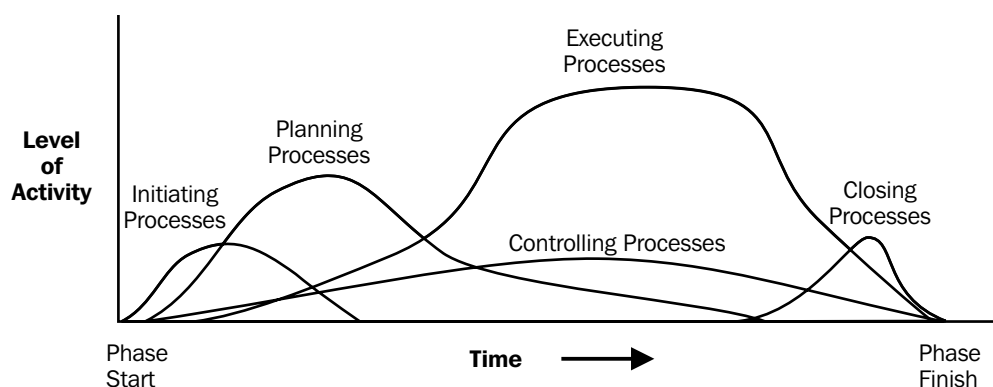 Executing
Processes
Planning
Processes
Level
of
Activity
Initiating
Processes
Closing
Processes
Controlling Processes
Phase
Start
Time
Phase
Finish